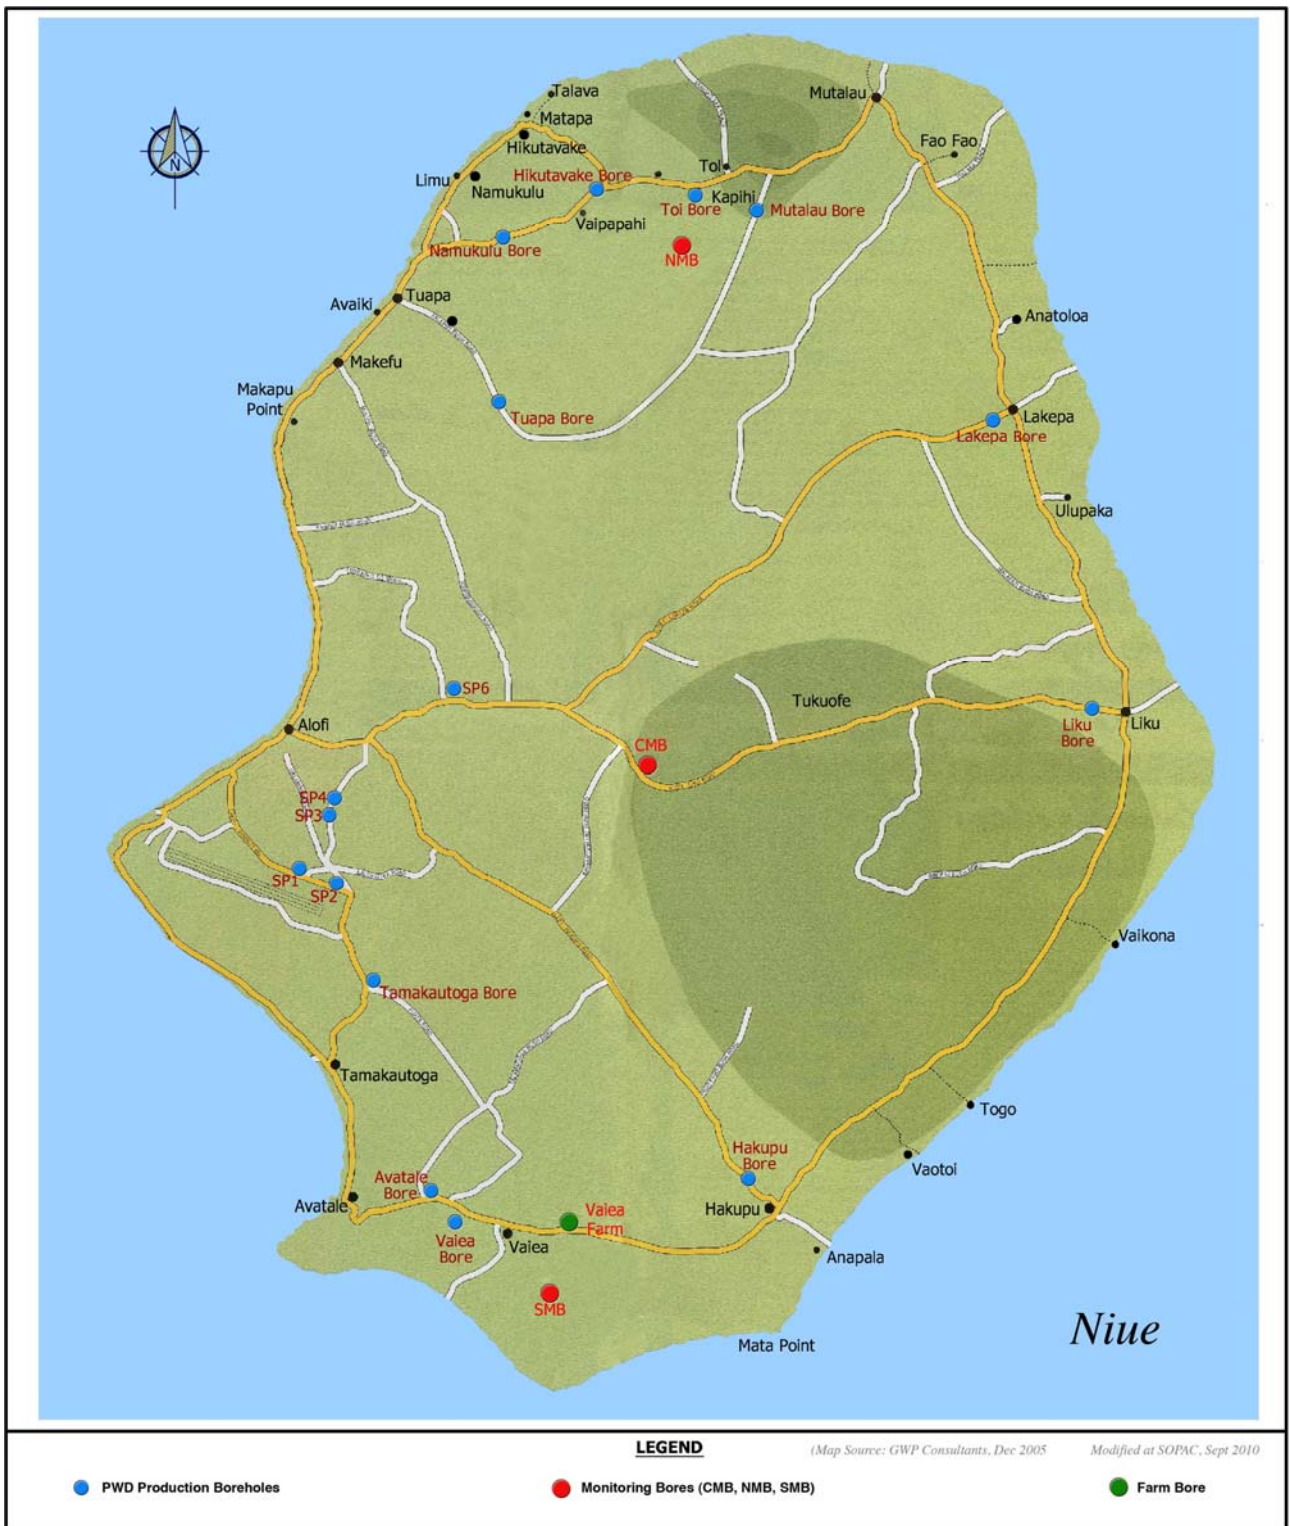 Talava
Matapa
Mutalau
Hikutavake
Fao Fao
N
Toi
Limu
Hikutavake Bore
Namukulu
Kapihi
Toi Bore
Mutalau Bore
Vaipapahi
Namukulu Bore
NMB
Tuapa
Avaiki
Anatoloa
Makefu
Makapu
Point
Tuapa Bore
Lakepa
Lakepa Bore
Ulupaka
SP6
Tukuofe
Alofi
Liku
Bore
Liku
CMB
SP4
SP3
SP1
SP2
Vaikona
Tamakautoga Bore
Tamakautoga
Togo
Hakupu
Bore
Vaotoi
Avatale
Bore
Avatale
Hakupu
Vaiea
Farm
Vaiea
Bore
Vaiea
Anapala
SMB
Mata Point
Niue
LEGEND
(Map Source: GWP Consultants, Dec 2005
Modified at SOPAC, Sept 2010
PWD Production Boreholes
Monitoring Bores (CMB, NMB, SMB)
Farm Bore